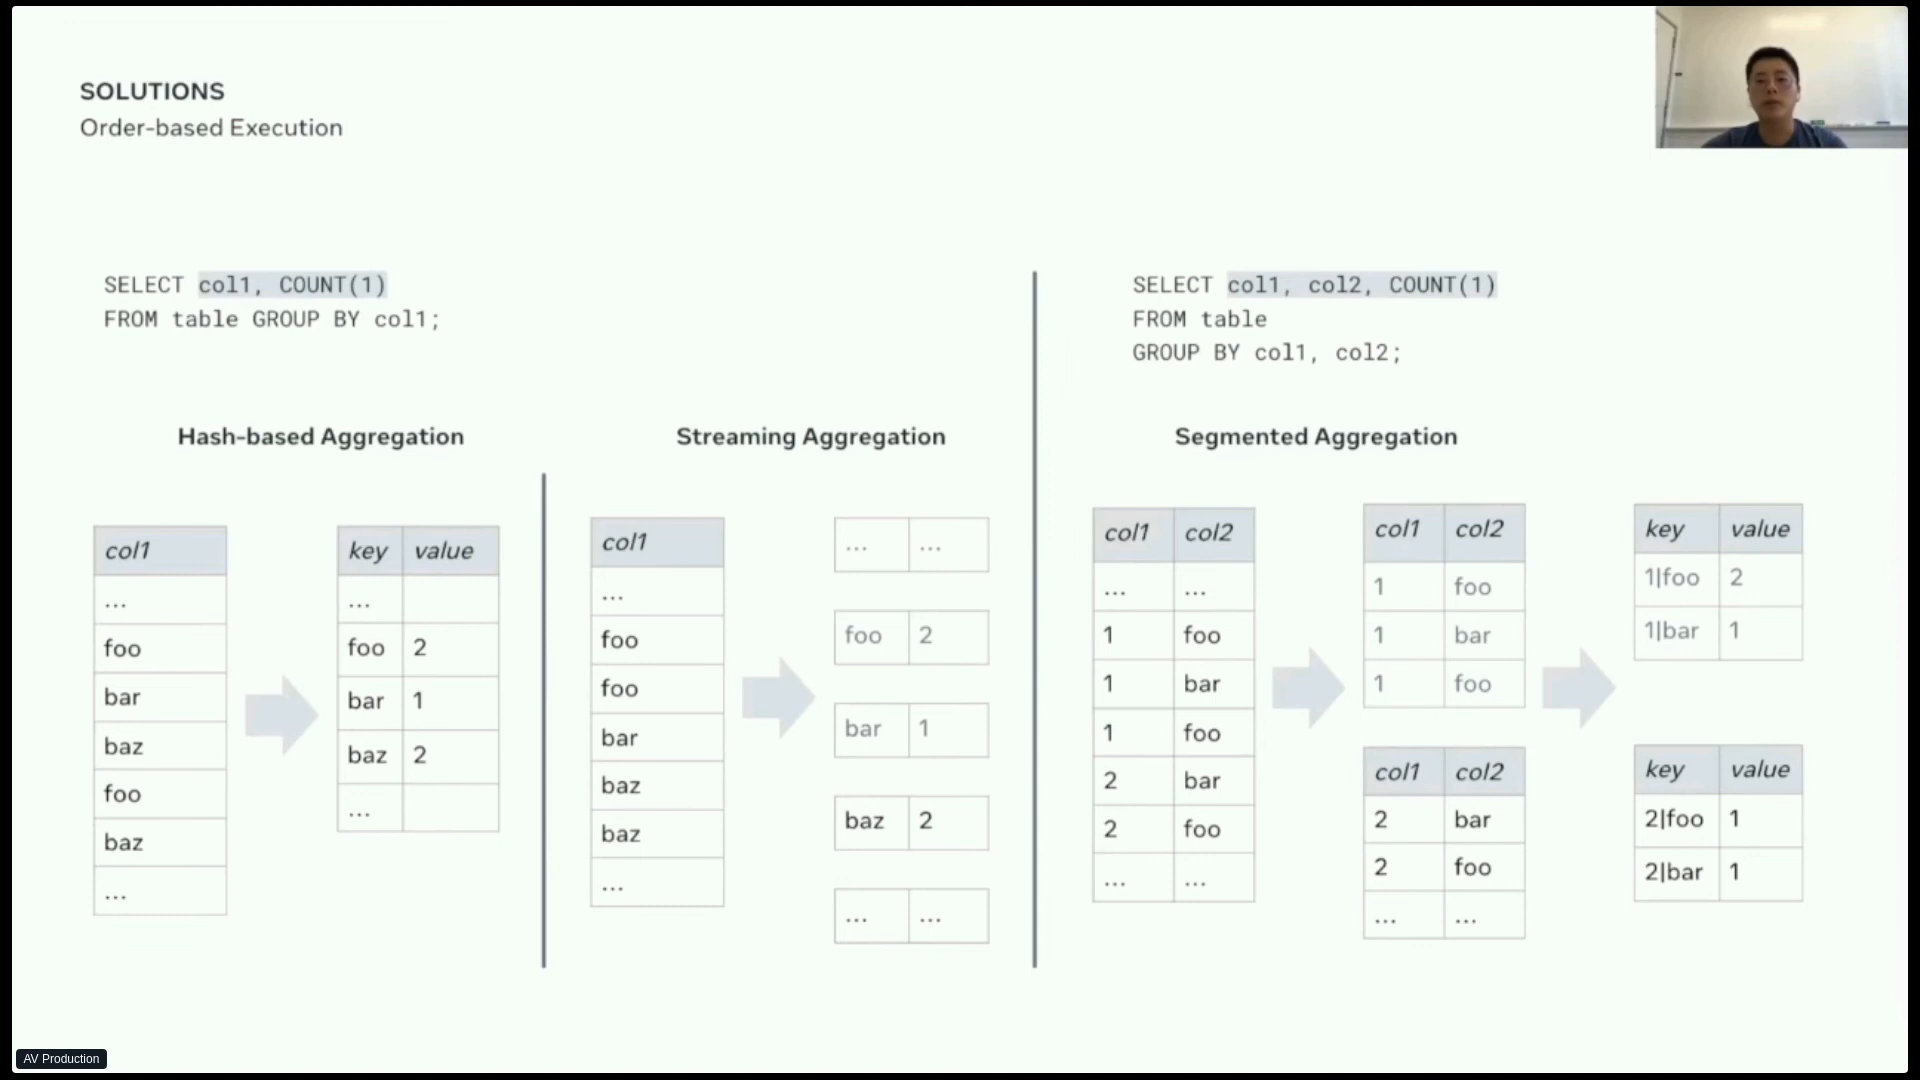 SOLUTIONS
Order-based Execution
SELECT col1, COUNT(1)
FROM table GROUP BY col1;
Hash-based Aggregation
col1
...
foo
bar
baz
foo
baz
...
key value
...
foo 2
bar 1
baz 2
...
Streaming Aggregation
col1
...
foo
foo
bar
baz
baz
...
... ...
foo 2
bar 1
baz 2
... ...
SELECT col1, col2, COUNT(1)
FROM table
GROUP BY col1, col2;
Segmented Aggregation
col1 col2
... ...
1 foo
1 bar
1 foo
2 bar
2 foo
... ...
col1 col2
1 foo
1 bar
1 foo
col1 col2
2 bar
2 foo
... ...
key value
1|foo 2
1|bar 1
key value
2|foo 1
2|bar 1
AV Production